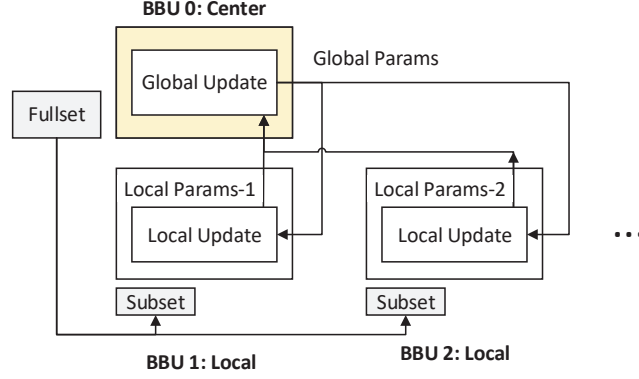 BBU 0: Center
Global Params
Global Update
Fullset
Local Params-1
Local Params-2
Local Update
Local Update
...
Subset
Subset
BBU 1: Local
BBU 2: Local